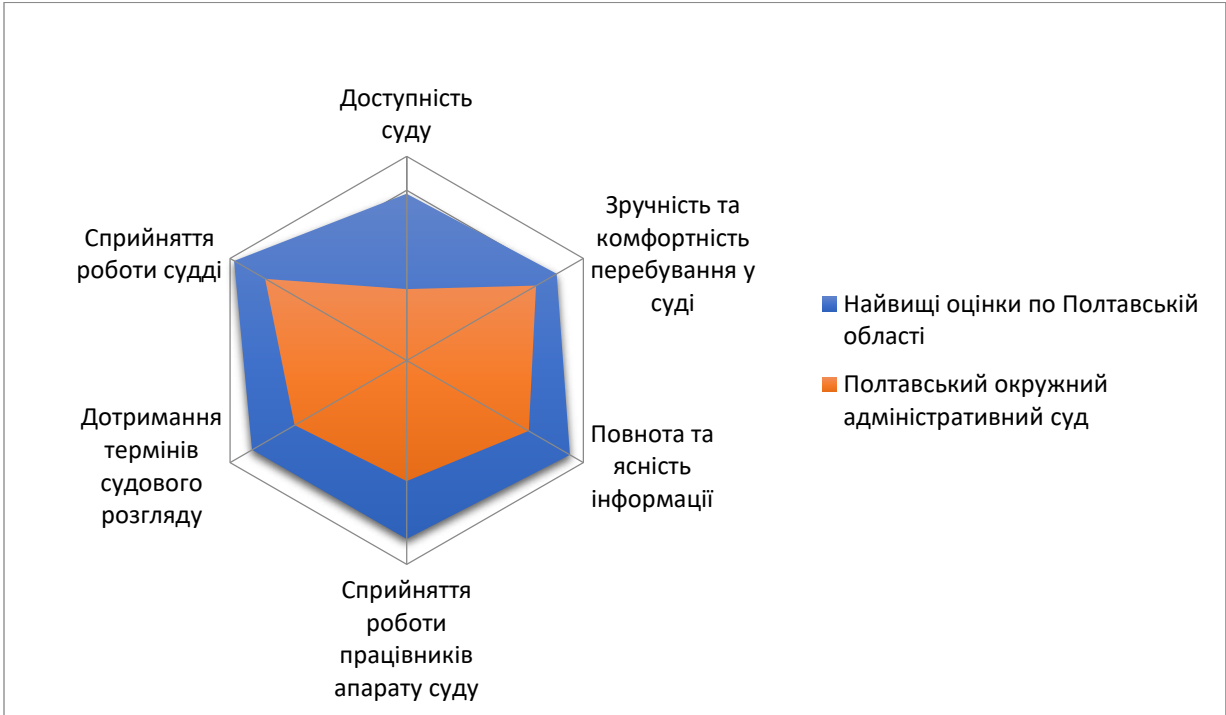 Доступність
суду
Зручність та
комфортність
перебування у
суді
Повнота та
ясність
інформації
Сприйняття
роботи
працівників
апарату суду
Дотримання
термінів
судового
розгляду
Сприйняття
роботи судді
Найвищі оцінки по Полтавській
області
Полтавський окружний
адміністративний суд